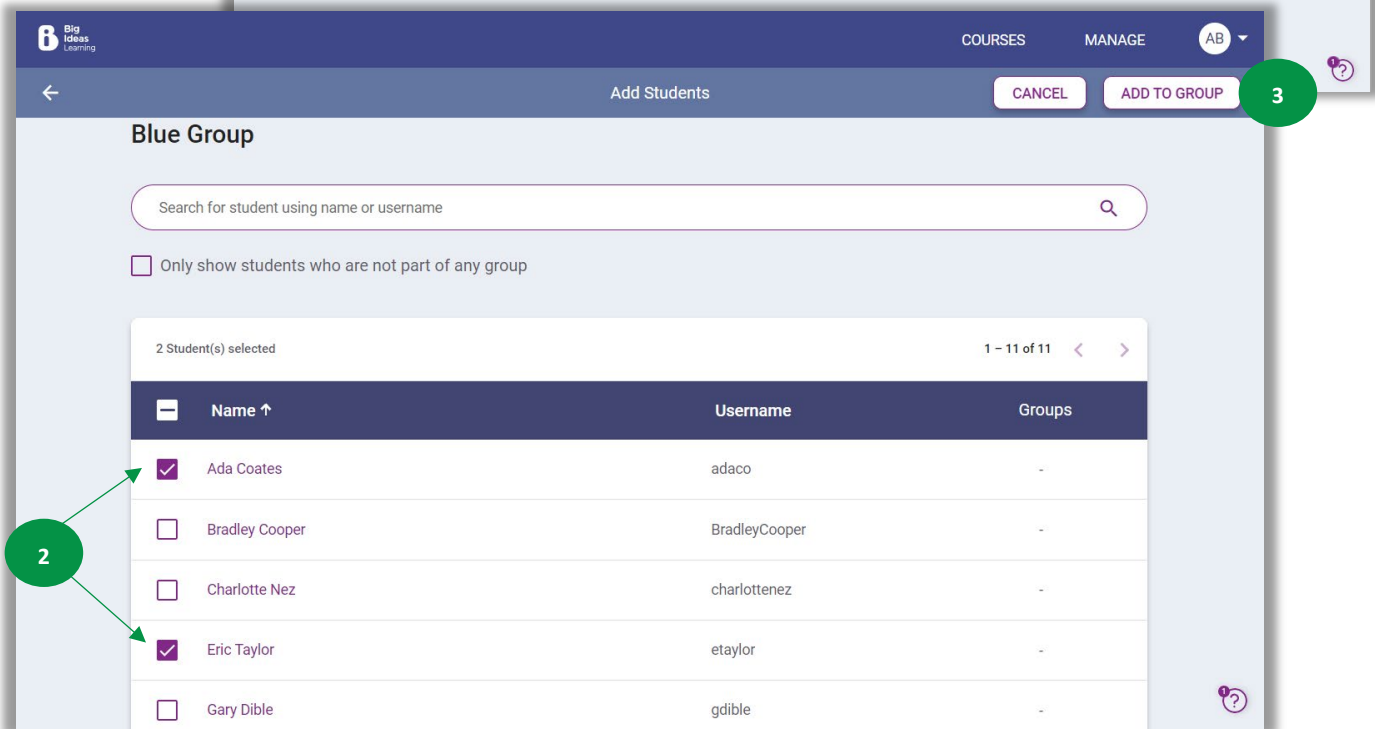 Big
Ideas
Learning
COURSES MANAGE AB
Add Students CANCEL ADD TO GROUP 3
Blue Group
Search for student using name or username
Only show students who are not part of any group
2 Student(s) selected 1 – 11 of 11
Name Username Groups
Ada Coates adaco -
Bradley Cooper BradleyCooper -
2
Charlotte Nez charlottenez -
Eric Taylor etaylor -
Gary Dible gdible -